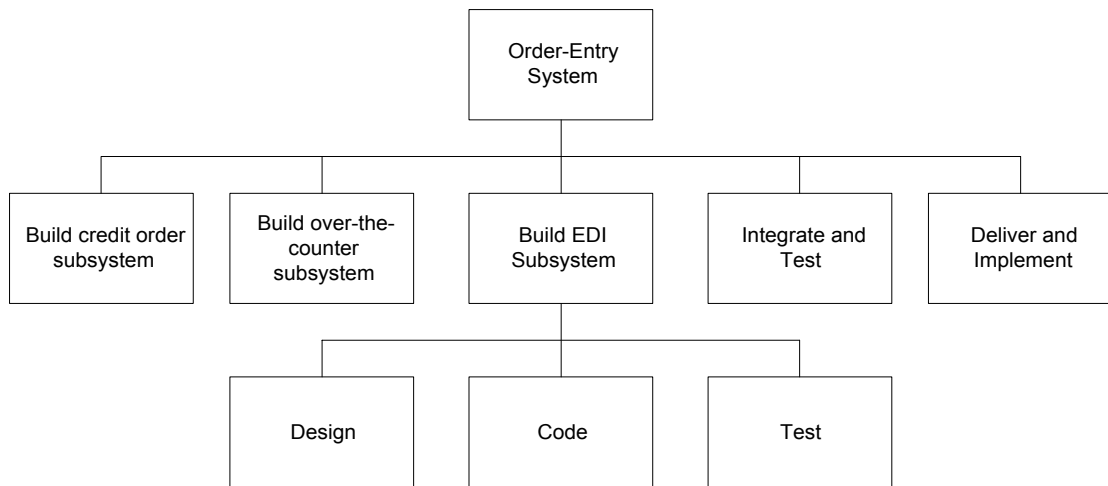 Order-Entry
System
Build credit order
subsystem
Build over-the-
counter
subsystem
Build EDI
Subsystem
Integrate and
Test
Deliver and
Implement
Design
Code
Test